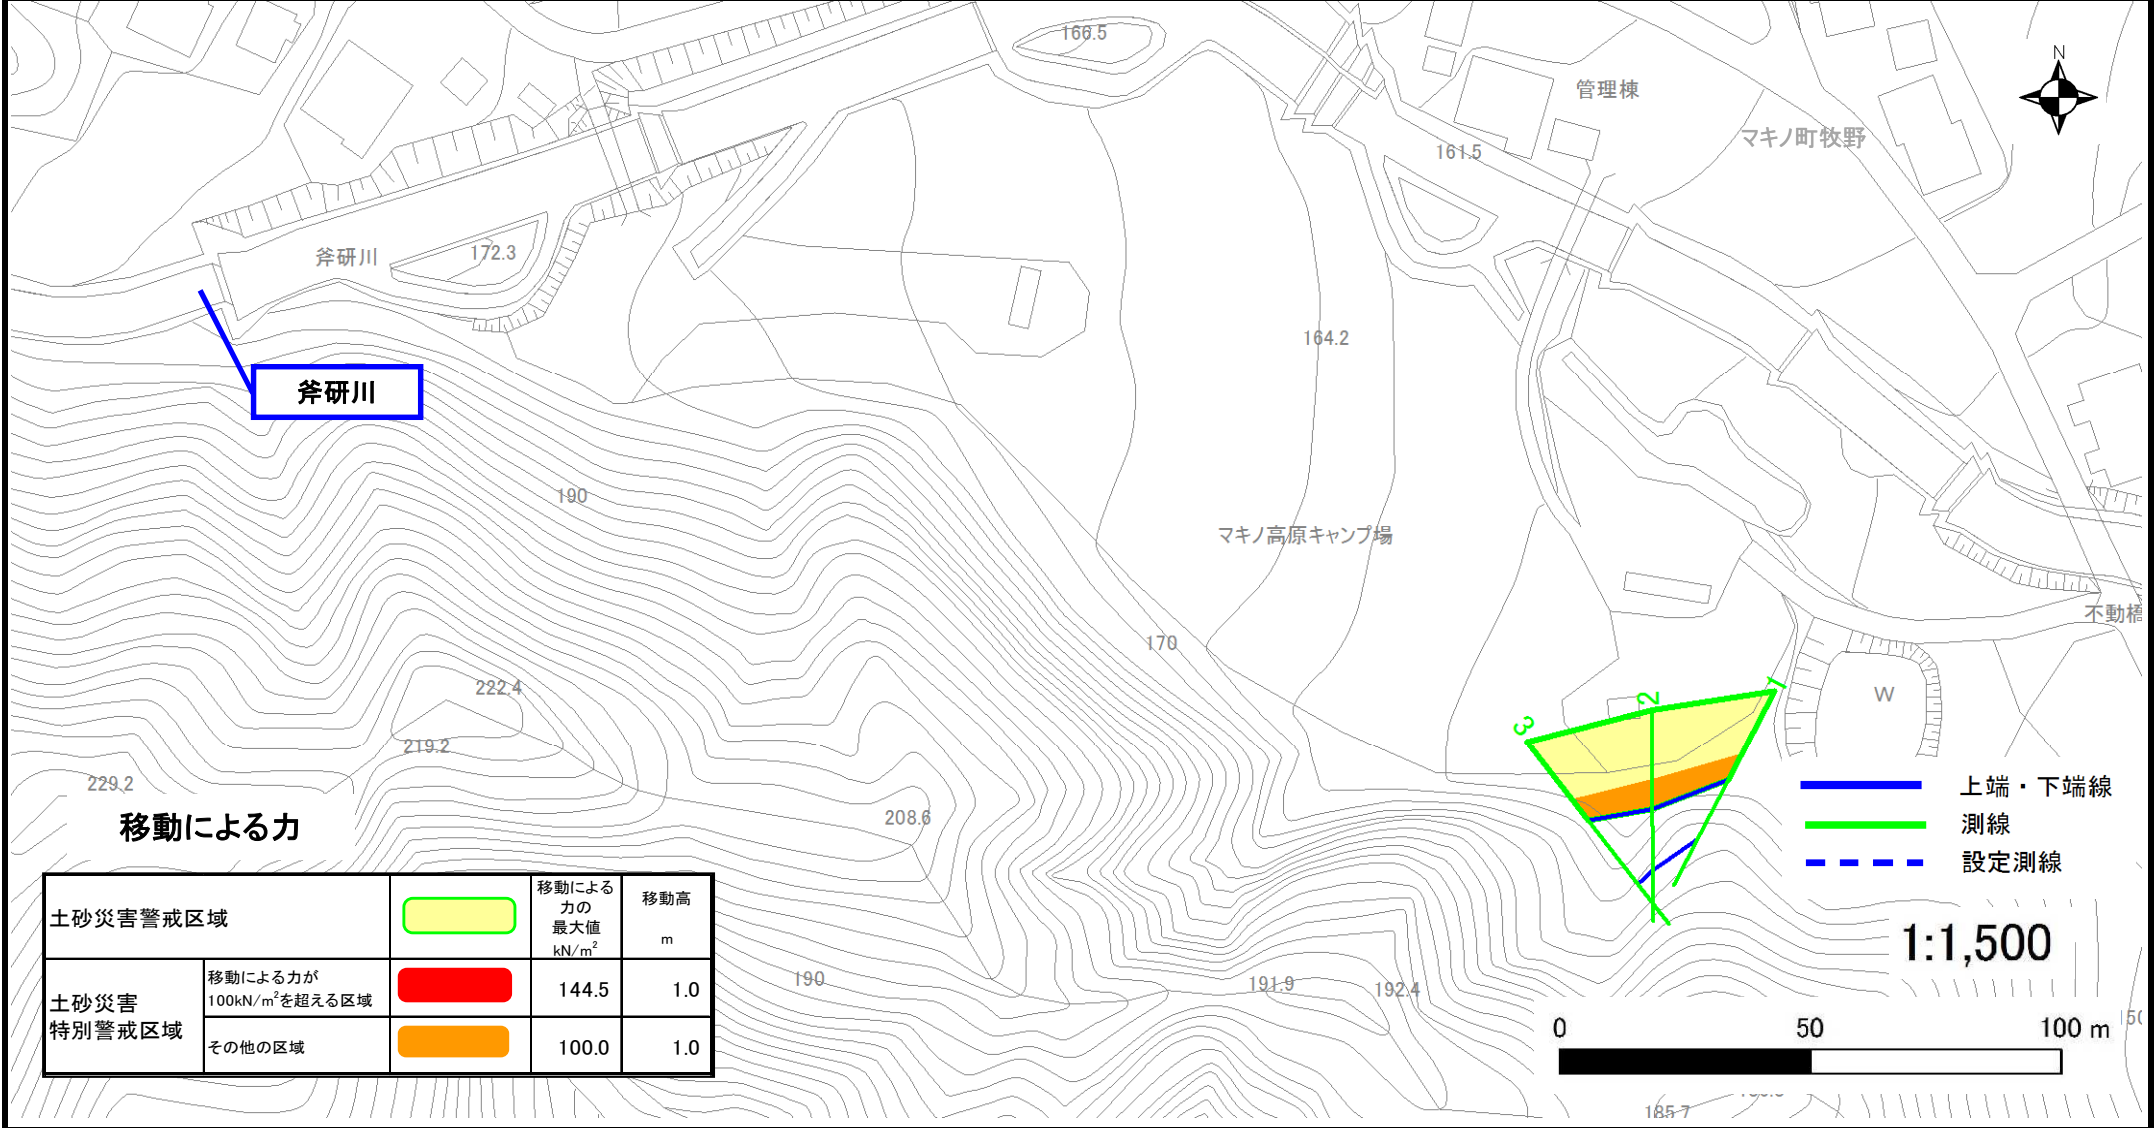 166.5
N
管理棟
マキノ町牧野
161.5
斧研川
172.3
164.2
斧研川
190
マキノ高原キャンプ場
170
不動橋
222.4
219.2
229.2
208.6
1
2
3
W
上端・下端線
測線
設定測線
移動による力
土砂災害警戒区域
移動による
力の
最大値
kN/m²
移動高
m
土砂災害
特別警戒区域
移動による力が
100kN/m²を超える区域
144.5
1.0
その他の区域
100.0
1.0
190
191.9
192.4
1:1,500
0
50
100 m
185.7